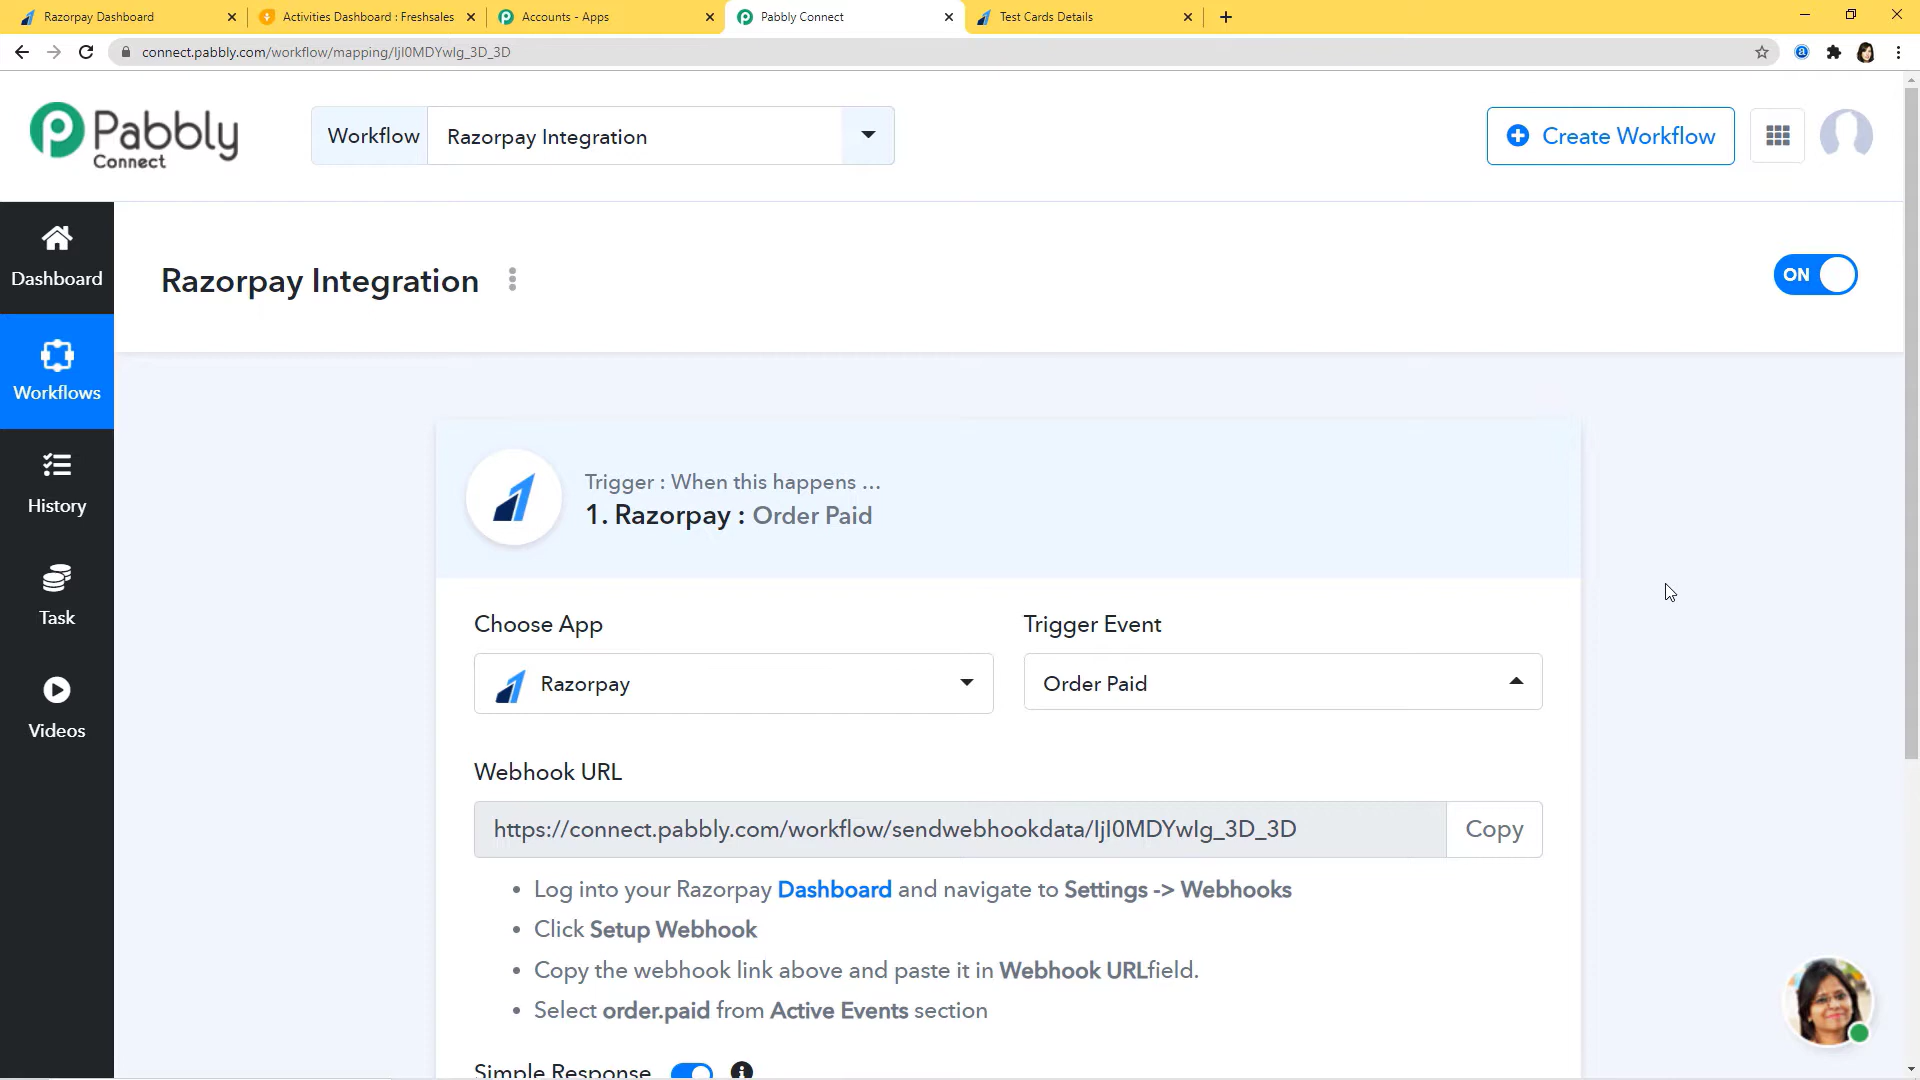 Razorpay Dashboard
Activities Dashboard : Freshsales
Accounts - Apps
Pabbly Connect
Test Cards Details
connect.pabbly.com/workflow/mapping/IjI0MDYwIg_3D_3D
Pabbly
Connect
Workflow
Razorpay Integration
Create Workflow
Dashboard
Workflows
History
Task
Videos
Razorpay Integration
ON
Trigger : When this happens ...
1. Razorpay : Order Paid
Choose App
Trigger Event
Razorpay
Order Paid
Webhook URL
https://connect.pabbly.com/workflow/sendwebhookdata/IjI0MDYwIg_3D_3D
Copy
• Log into your Razorpay Dashboard and navigate to Settings -> Webhooks
• Click Setup Webhook
• Copy the webhook link above and paste it in Webhook URLfield.
• Select order.paid from Active Events section
Simple Response